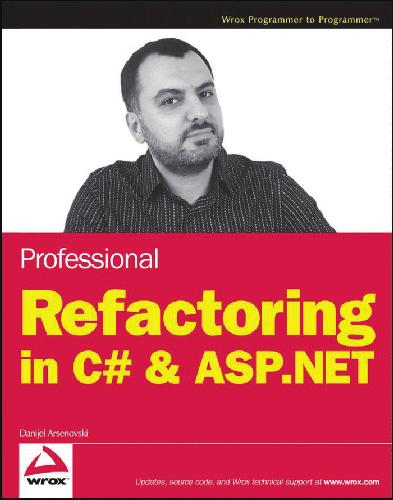 Wrox Programmer to Programmer™
Professional
Refactoring
in C# & ASP.NET
Danijel Arsenovski
wrox™
Updates, source code, and Wrox technical support at www.wrox.com